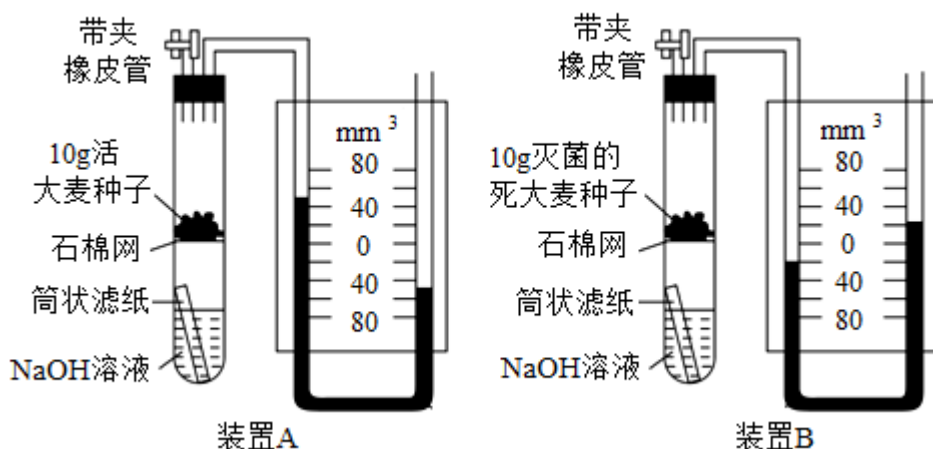 带夹
橡皮管
10g活
大麦种子
石棉网
筒状滤纸
NaOH溶液
mm³
80
40
0
40
80
装置A
带夹
橡皮管
10g灭菌的
死大麦种子
石棉网
筒状滤纸
NaOH溶液
mm³
80
40
0
40
80
装置B